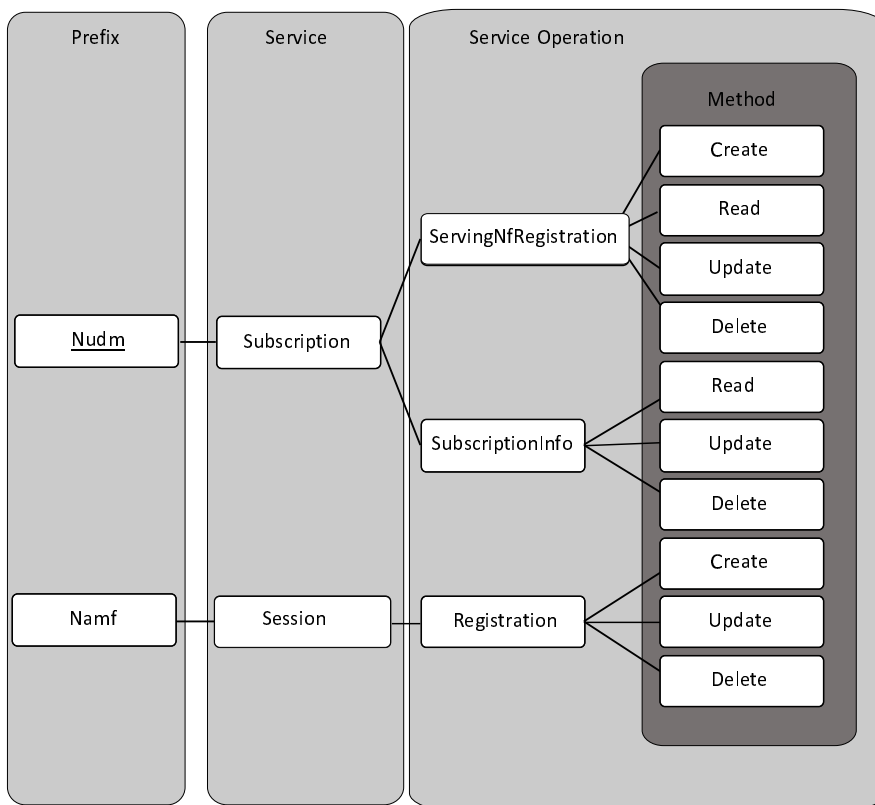 Prefix
Service
Service Operation
Method
Create
Read
ServingNfRegistration
Update
Delete
Nudm
Subscription
Read
SubscriptionInfo
Update
Delete
Create
Namf
Session
Registration
Update
Delete